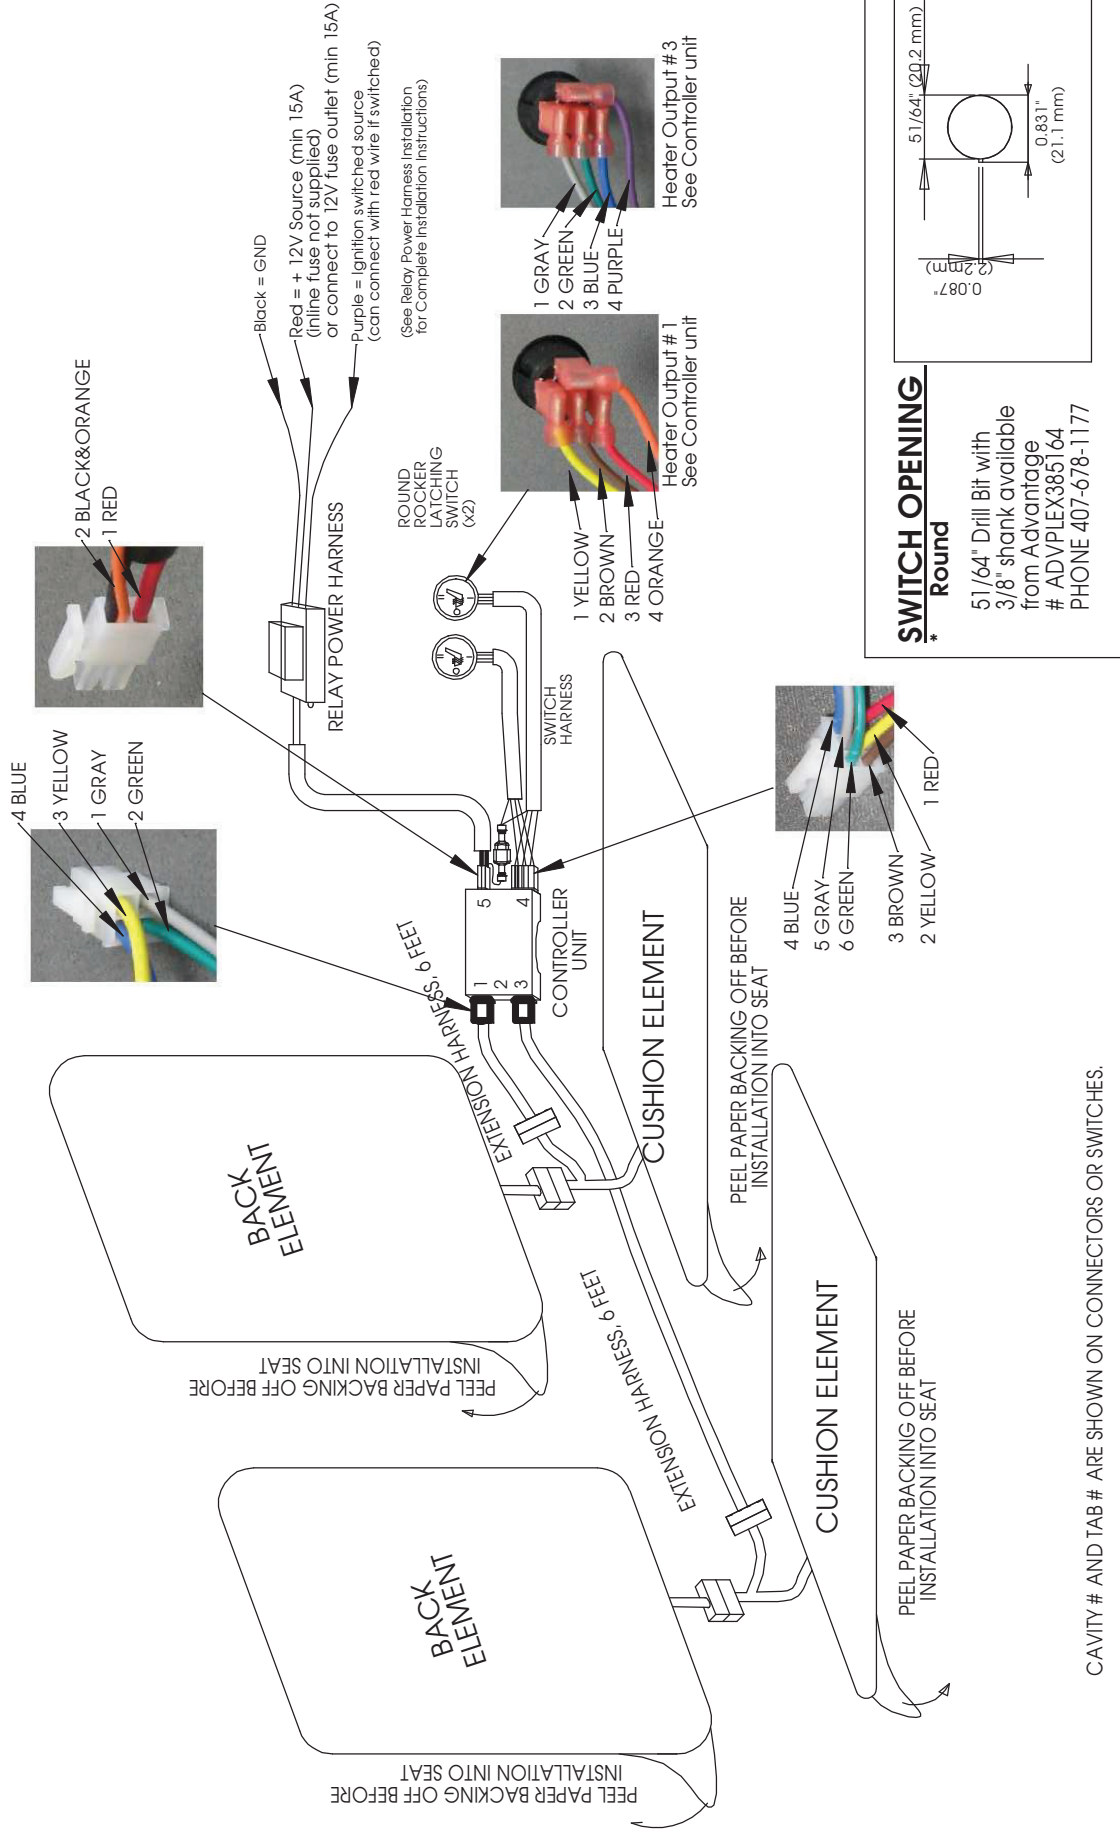 4 BLUE
3 YELLOW
1 GRAY
2 GREEN
2 BLACK&ORANGE
1 RED
Black = GND
Red = + 12V Source (min 15A)
(inline fuse not supplied)
or connect to 12V fuse outlet (min 15A)
Purple = Ignition switched source
(can connect with red wire if switched)
(See Relay Power Harness Installation
for Complete Installation Instructions)
RELAY POWER HARNESS
ROUND
ROCKER
LATCHING
SWITCH
(x2)
SWITCH
HARNESS
1 YELLOW
2 BROWN
3 RED
4 ORANGE
Heater Output #1
See Controller unit
1 GRAY
2 GREEN
3 BLUE
4 PURPLE
Heater Output #3
See Controller unit
1
2
3
5
4
CONTROLLER
UNIT
EXTENSION HARNESS, 6 FEET
BACK
ELEMENT
PEEL PAPER BACKING OFF BEFORE
INSTALLATION INTO SEAT
CUSHION ELEMENT
PEEL PAPER BACKING OFF BEFORE
INSTALLATION INTO SEAT
EXTENSION HARNESS, 6 FEET
BACK
ELEMENT
PEEL PAPER BACKING OFF BEFORE
INSTALLATION INTO SEAT
CUSHION ELEMENT
PEEL PAPER BACKING OFF BEFORE
INSTALLATION INTO SEAT
4 BLUE
5 GRAY
6 GREEN
3 BROWN
2 YELLOW
1 RED
SWITCH OPENING
* Round
51/64" Drill Bit with
3/8" shank available
from Advantage
# ADVPLEX385164
PHONE 407-678-1177
0.087"
(2.2mm)
51/64" (20.2 mm)
0.831"
(21.1 mm)
CAVITY # AND TAB # ARE SHOWN ON CONNECTORS OR SWITCHES.